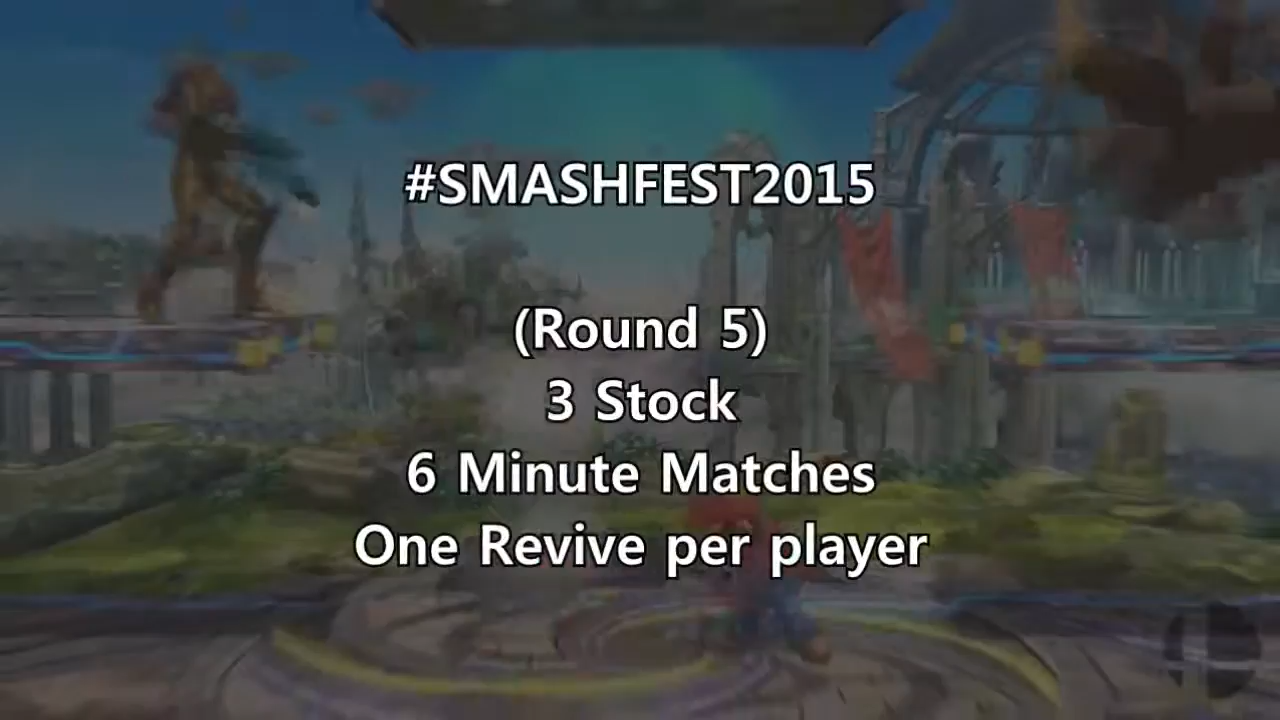 #SMASHFEST2015
(Round 5)
3 Stock
6 Minute Matches
One Revive per player